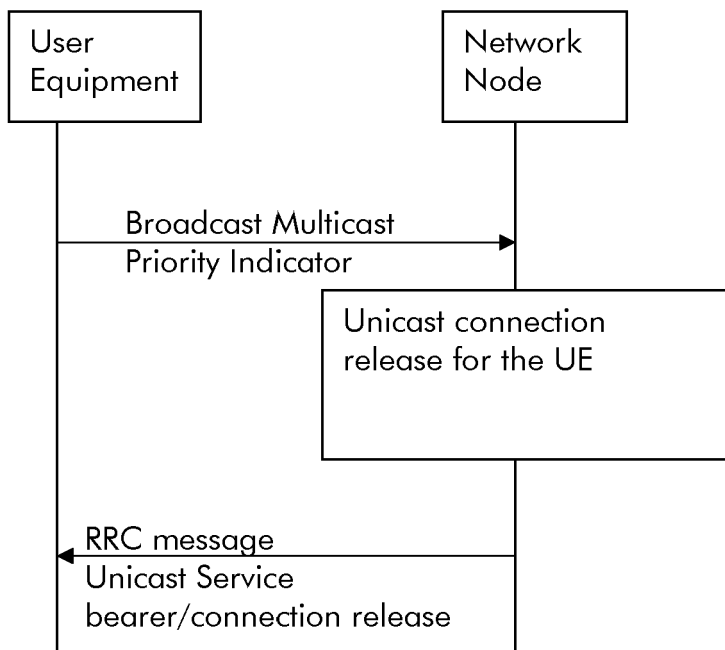 User
Equipment
Network
Node
Broadcast Multicast
Priority Indicator
Unicast connection
release for the UE
RRC message
Unicast Service
bearer/connection release